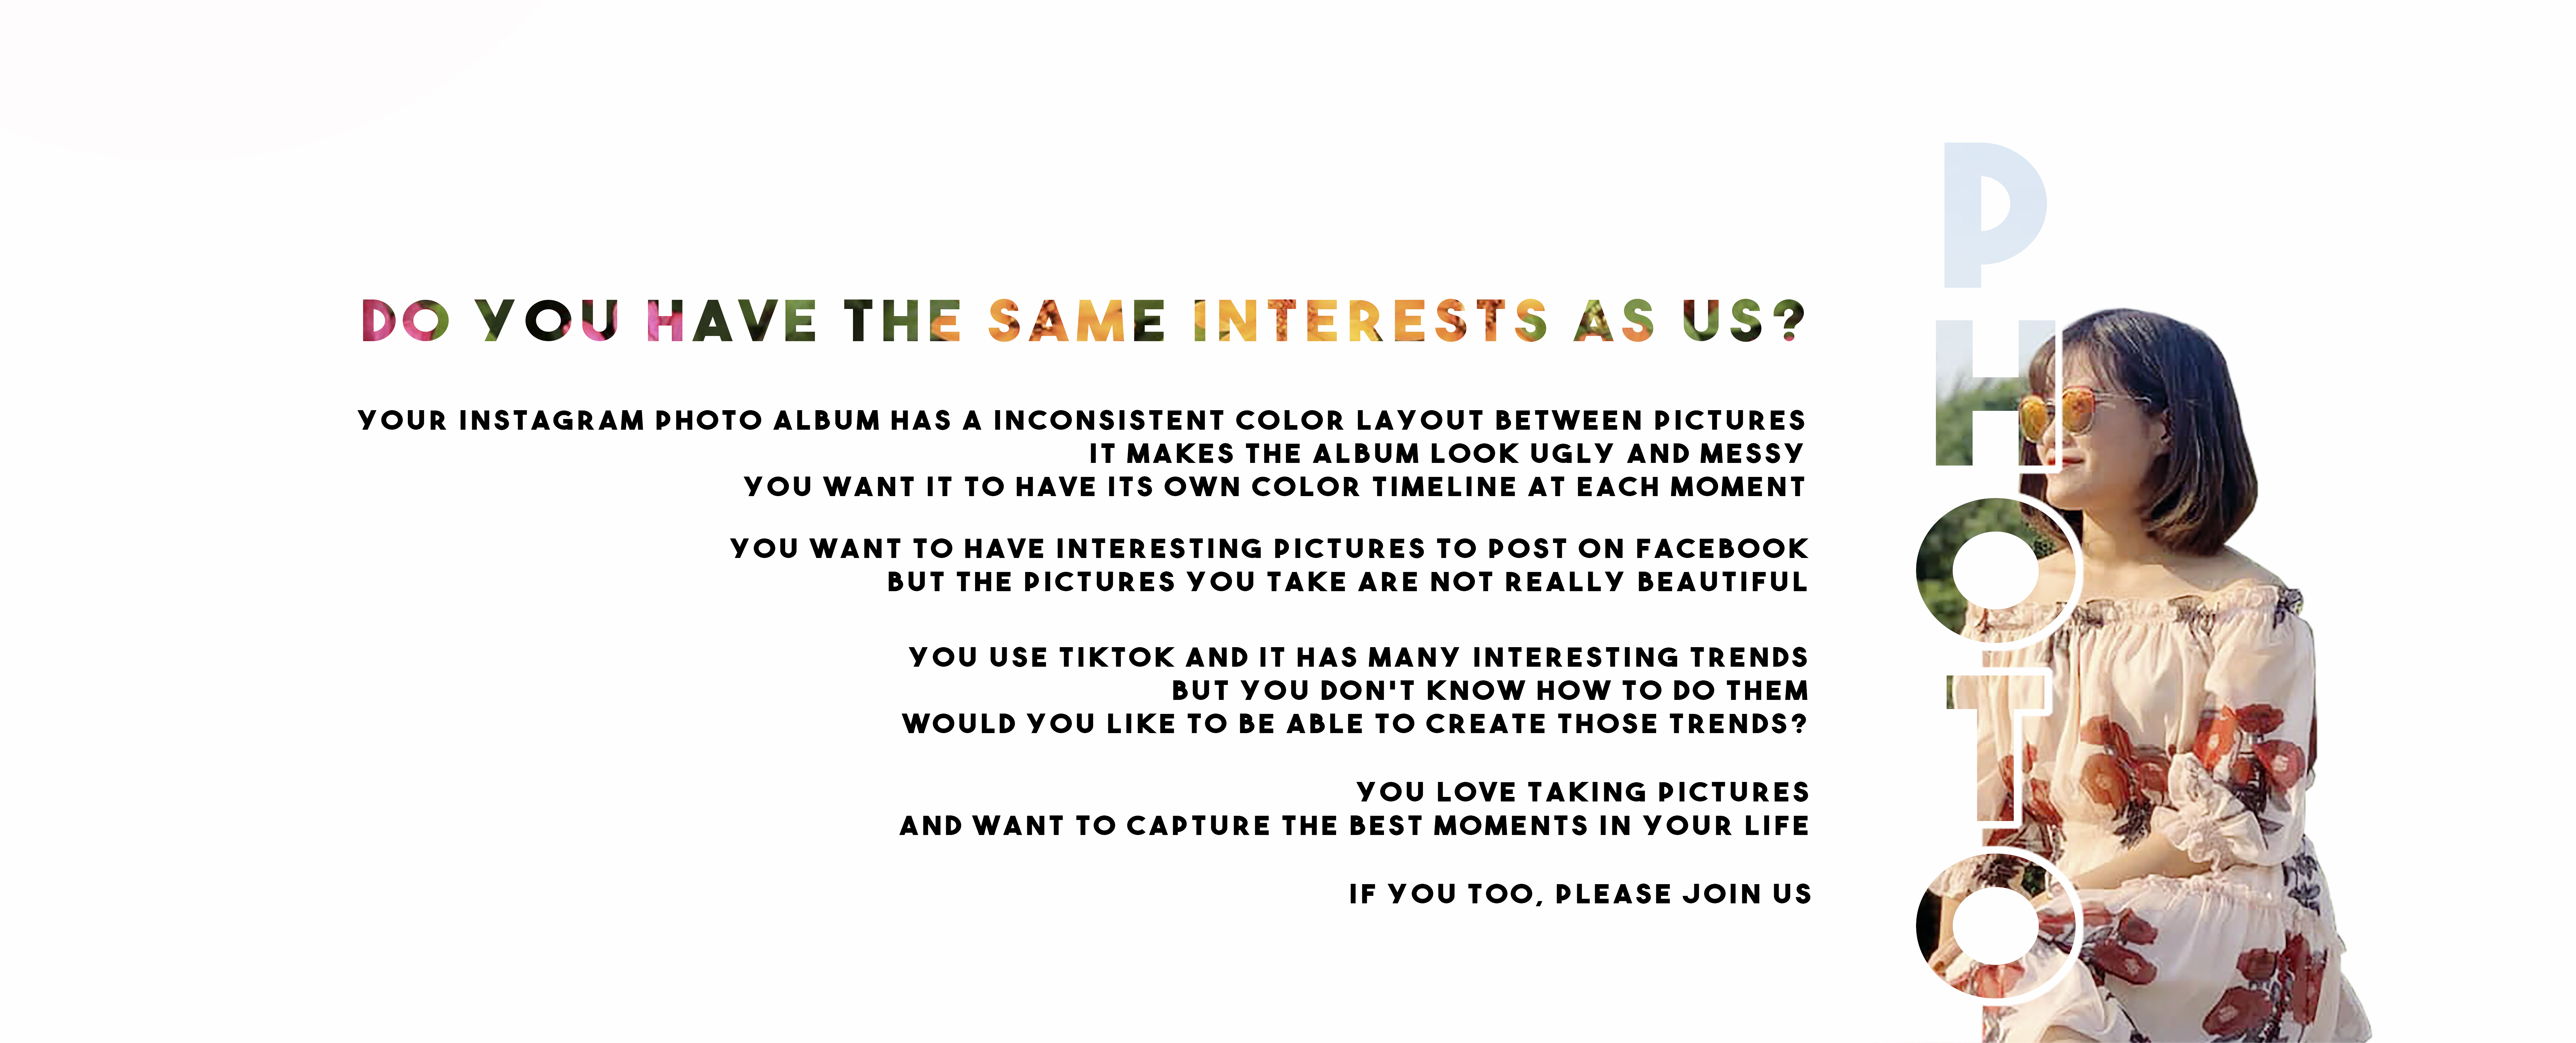 DO YOU HAVE THE SAME INTERESTS AS US?
YOUR INSTAGRAM PHOTO ALBUM HAS A INCONSISTENT COLOR LAYOUT BETWEEN PICTURES
IT MAKES THE ALBUM LOOK UGLY AND MESSY
YOU WANT IT TO HAVE ITS OWN COLOR TIMELINE AT EACH MOMENT
YOU WANT TO HAVE INTERESTING PICTURES TO POST ON FACEBOOK
BUT THE PICTURES YOU TAKE ARE NOT REALLY BEAUTIFUL
YOU USE TIKTOK AND IT HAS MANY INTERESTING TRENDS
BUT YOU DON'T KNOW HOW TO DO THEM
WOULD YOU LIKE TO BE ABLE TO CREATE THOSE TRENDS?
YOU LOVE TAKING PICTURES
AND WANT TO CAPTURE THE BEST MOMENTS IN YOUR LIFE
IF YOU TOO, PLEASE JOIN US
PHOTO